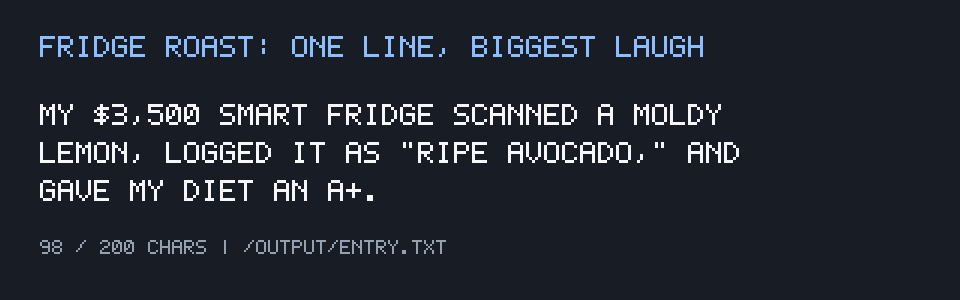 FRIDGE ROAST: ONE LINE, BIGGEST LAUGH
MY $3,500 SMART FRIDGE SCANNED A MOLDY
LEMON, LOGGED IT AS "RIPE AVOCADO," AND
GAVE MY DIET AN A+.
98 / 200 CHARS | /OUTPUT/ENTRY.TXT